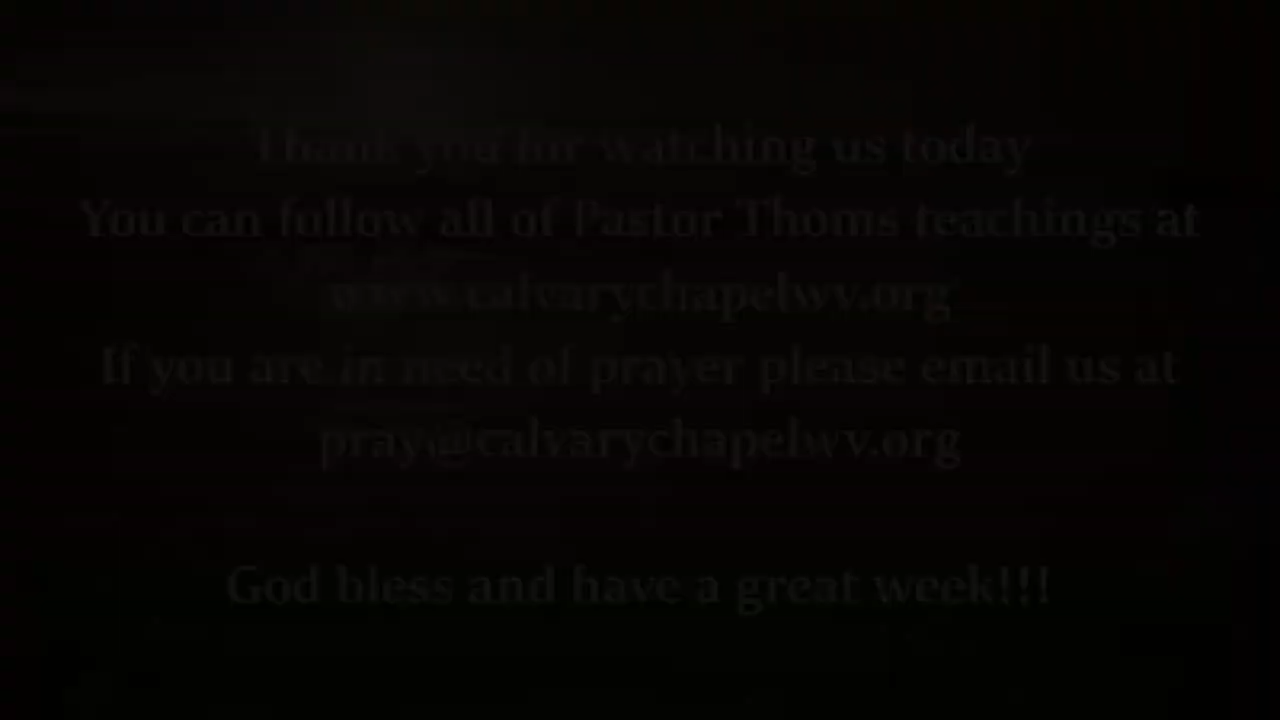 Thank you for watching us today
You can follow all of Pastor Thoms teachings at
www.calvarychapelwv.org
If you are in need of prayer please email us at
pray@calvarychapelwv.org
God bless and have a great week!!!